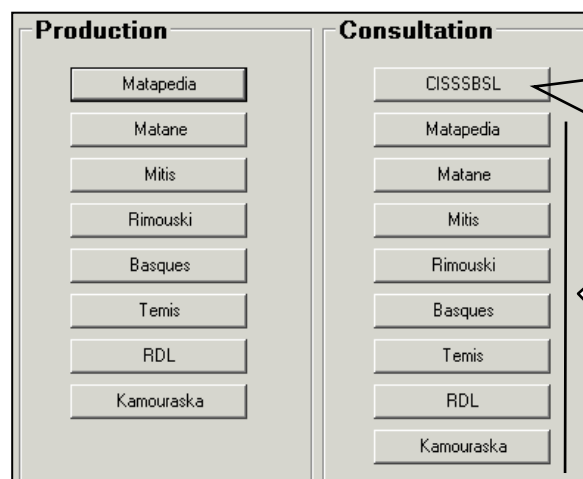 Production
Matapedia
Matane
Mitis
Rimouski
Basques
Temis
RDL
Kamouraska
Consultation
CISSSBSL
Matapedia
Matane
Mitis
Rimouski
Basques
Temis
RDL
Kamouraska